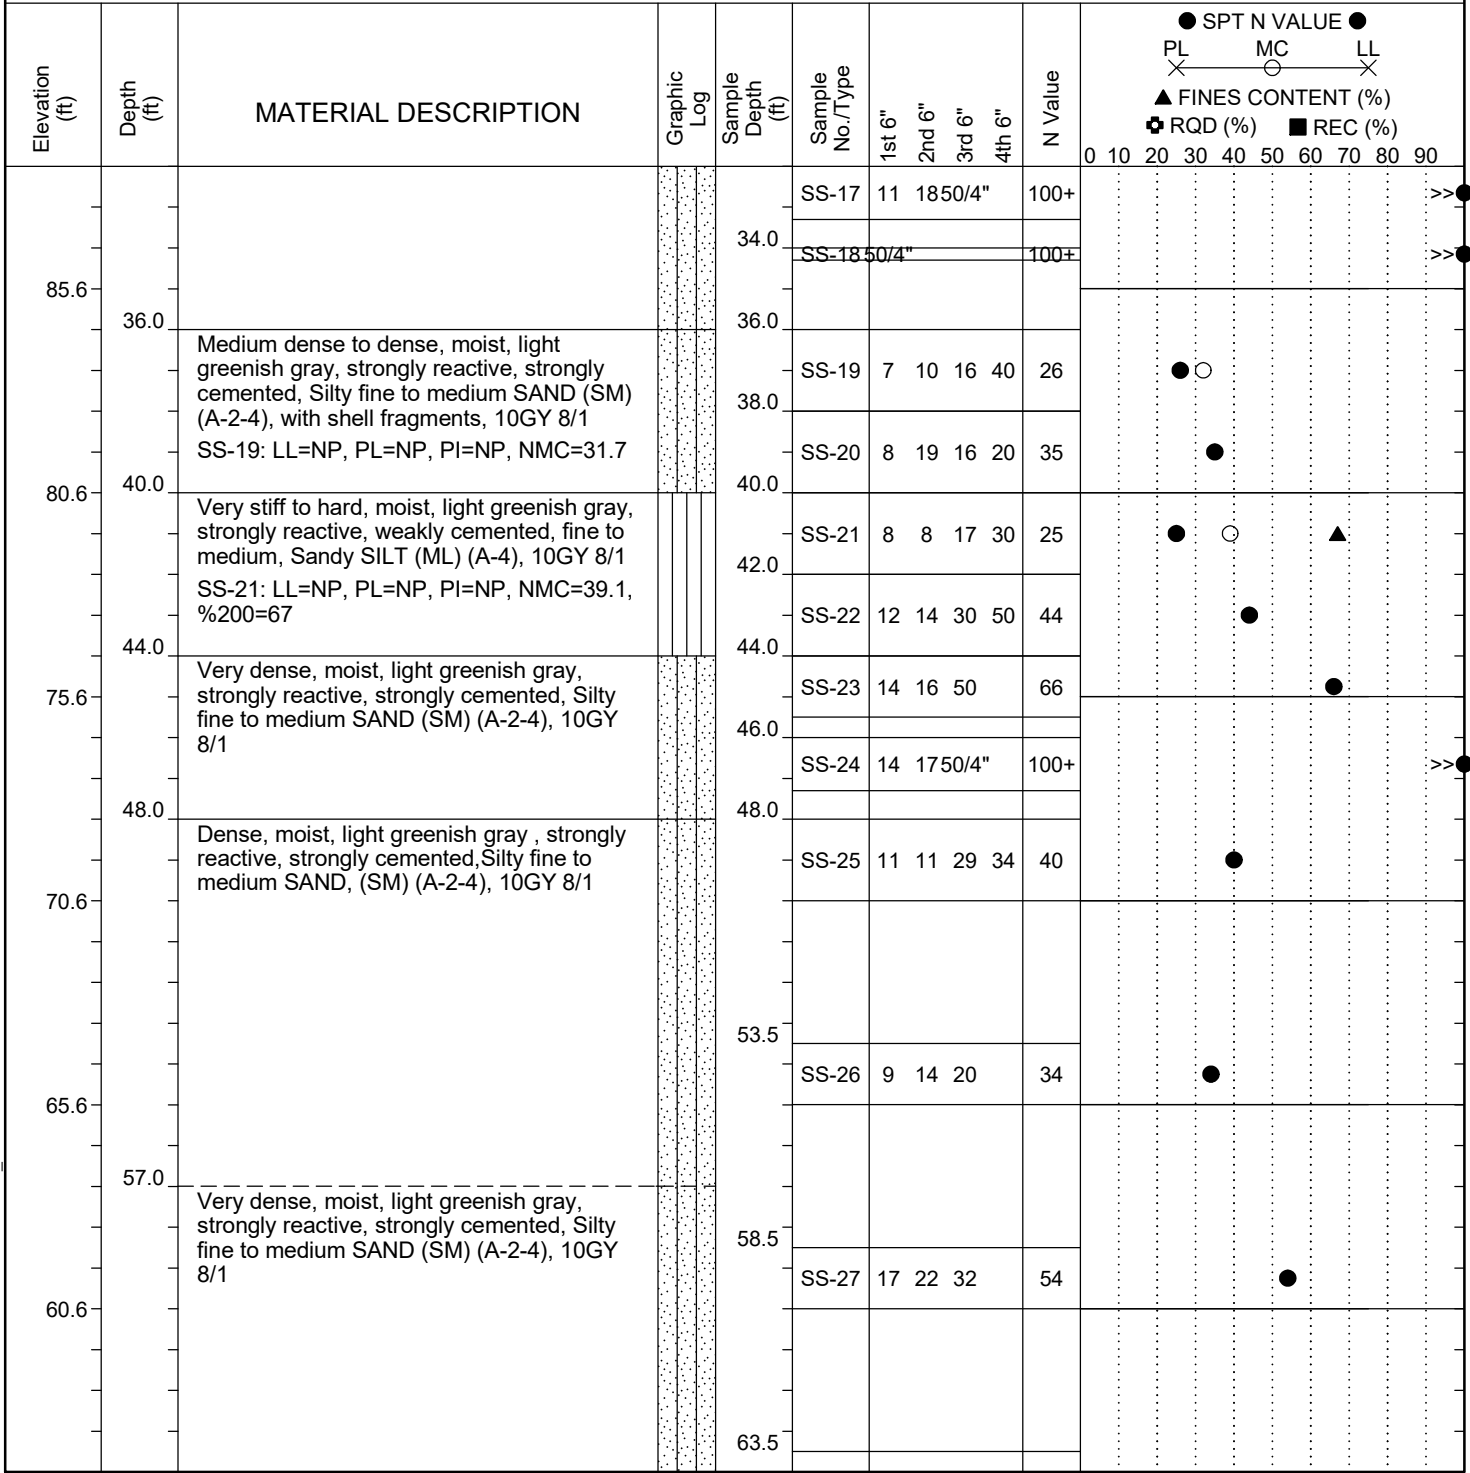 Elevation (ft)
Depth (ft)
MATERIAL DESCRIPTION
Graphic Log
Sample Depth (ft)
Sample No./Type
1st 6"
2nd 6"
3rd 6"
4th 6"
N Value
● SPT N VALUE ●
PL MC LL
▲ FINES CONTENT (%)
RQD (%) ■ REC (%)
0 10 20 30 40 50 60 70 80 90
SS-17 11 18 50/4" 100+ >>
34.0
SS-18 50/4" 100+ >>
85.6
36.0 36.0
Medium dense to dense, moist, light
greenish gray, strongly reactive, strongly
cemented, Silty fine to medium SAND (SM)
(A-2-4), with shell fragments, 10GY 8/1
SS-19: LL=NP, PL=NP, PI=NP, NMC=31.7
SS-19 7 10 16 40 26
38.0
SS-20 8 19 16 20 35
80.6 40.0 40.0
Very stiff to hard, moist, light greenish gray,
strongly reactive, weakly cemented, fine to
medium, Sandy SILT (ML) (A-4), 10GY 8/1
SS-21: LL=NP, PL=NP, PI=NP, NMC=39.1,
%200=67
SS-21 8 8 17 30 25
42.0
SS-22 12 14 30 50 44
44.0 44.0
Very dense, moist, light greenish gray,
strongly reactive, strongly cemented, Silty
fine to medium SAND (SM) (A-2-4), 10GY
8/1
SS-23 14 16 50 66
75.6
46.0
SS-24 14 17 50/4" 100+ >>
48.0 48.0
Dense, moist, light greenish gray , strongly
reactive, strongly cemented,Silty fine to
medium SAND, (SM) (A-2-4), 10GY 8/1
SS-25 11 11 29 34 40
70.6
53.5
SS-26 9 14 20 34
65.6
57.0
Very dense, moist, light greenish gray,
strongly reactive, strongly cemented, Silty
fine to medium SAND (SM) (A-2-4), 10GY
8/1
58.5
SS-27 17 22 32 54
60.6
63.5